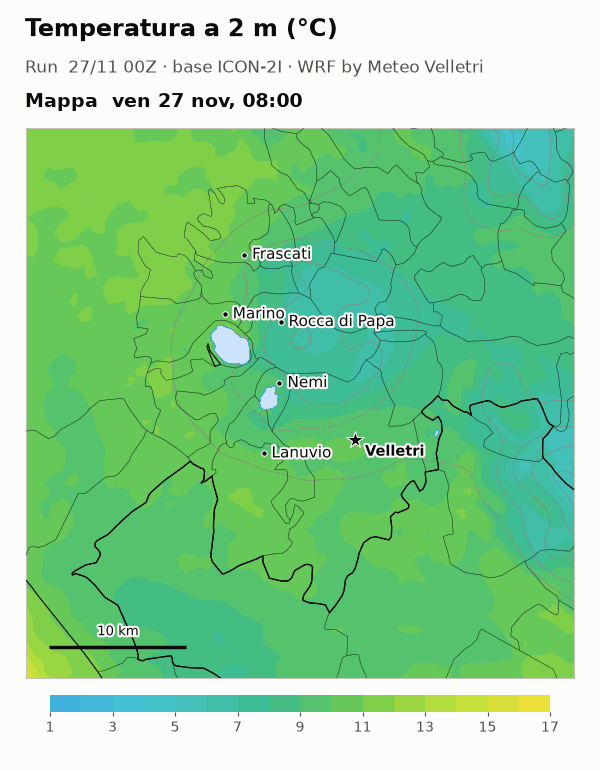 Temperatura a 2 m (°C)
Run  27/11 00Z · base ICON-2I · WRF by Meteo Velletri
Mappa  ven 27 nov, 08:00
Frascati
Marino
Rocca di Papa
Nemi
Lanuvio
Velletri
10 km
1 3 5 7 9 11 13 15 17